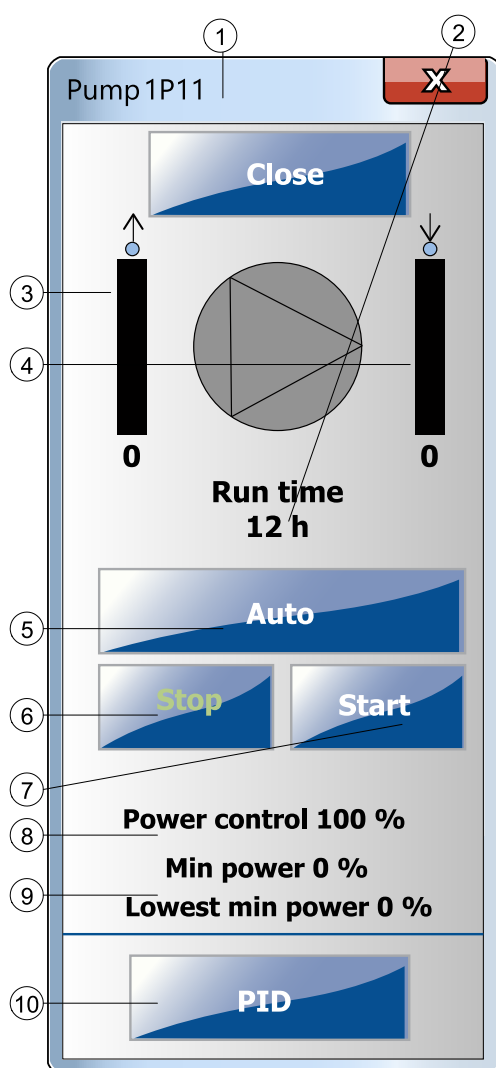 1
2
Pump 1P11
X
Close
3
4
0
0
Run time
12 h
5
Auto
6
Stop
Start
7
8
Power control 100 %
Min power 0 %
9
Lowest min power 0 %
10
PID